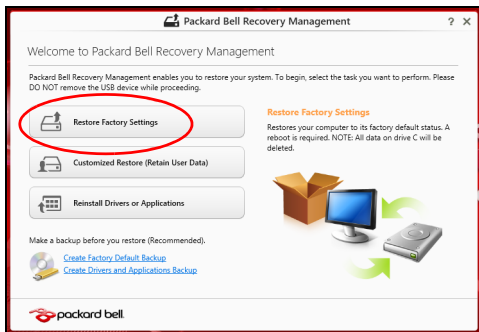 Packard Bell Recovery Management
? X
Welcome to Packard Bell Recovery Management
Packard Bell Recovery Management enables you to restore your system. To begin, select the task you want to perform. Please
DO NOT remove the USB device while proceeding.
Restore Factory Settings
Customized Restore (Retain User Data)
Reinstall Drivers or Applications
Restore Factory Settings
Restores your computer to its factory default status. A
reboot is required. NOTE: All data on drive C will be
deleted.
Make a backup before you restore (Recommended).
Create Factory Default Backup
Create Drivers and Applications Backup
packard bell